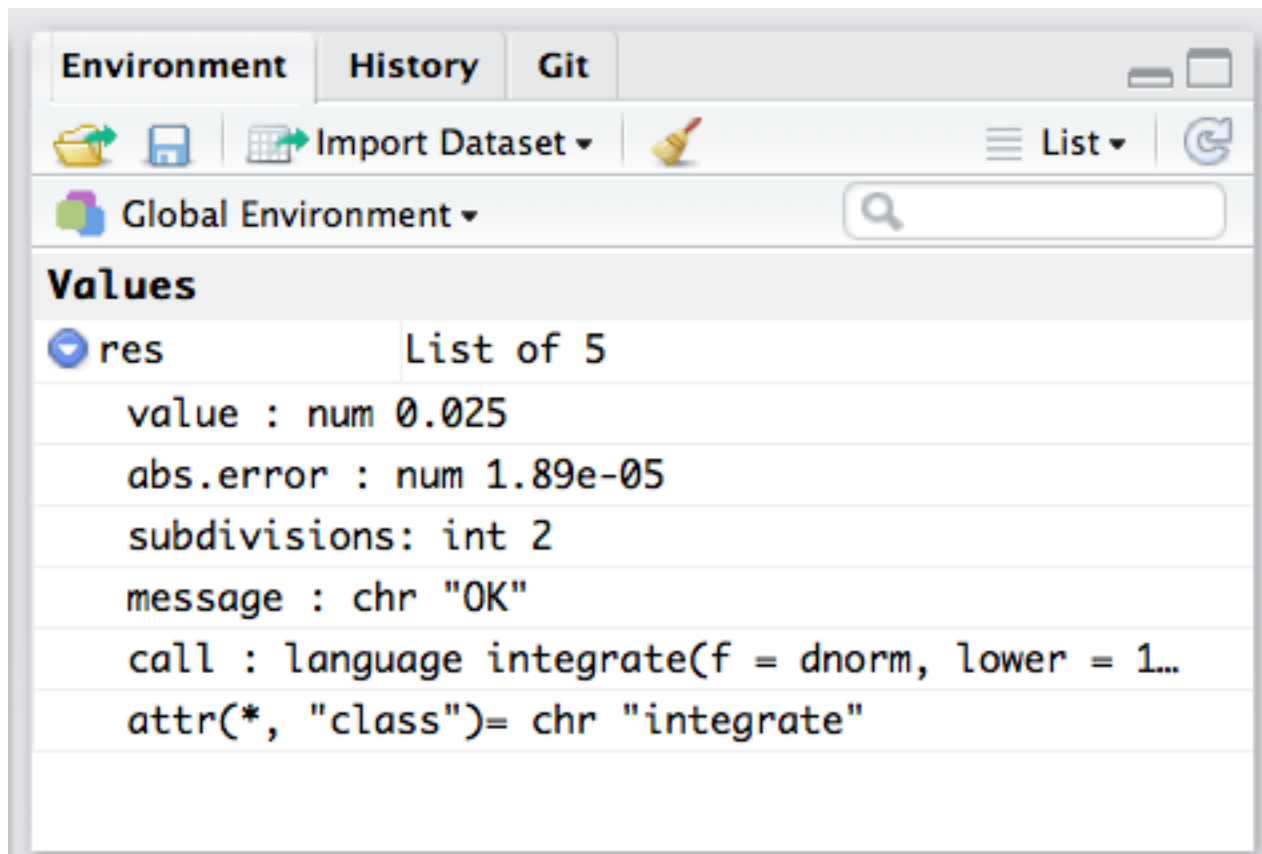 Environment History Git
Import Dataset List
Global Environment
Values
res List of 5
value : num 0.025
abs.error : num 1.89e-05
subdivisions: int 2
message : chr "OK"
call : language integrate(f = dnorm, lower = 1…
attr(*, "class")= chr "integrate"